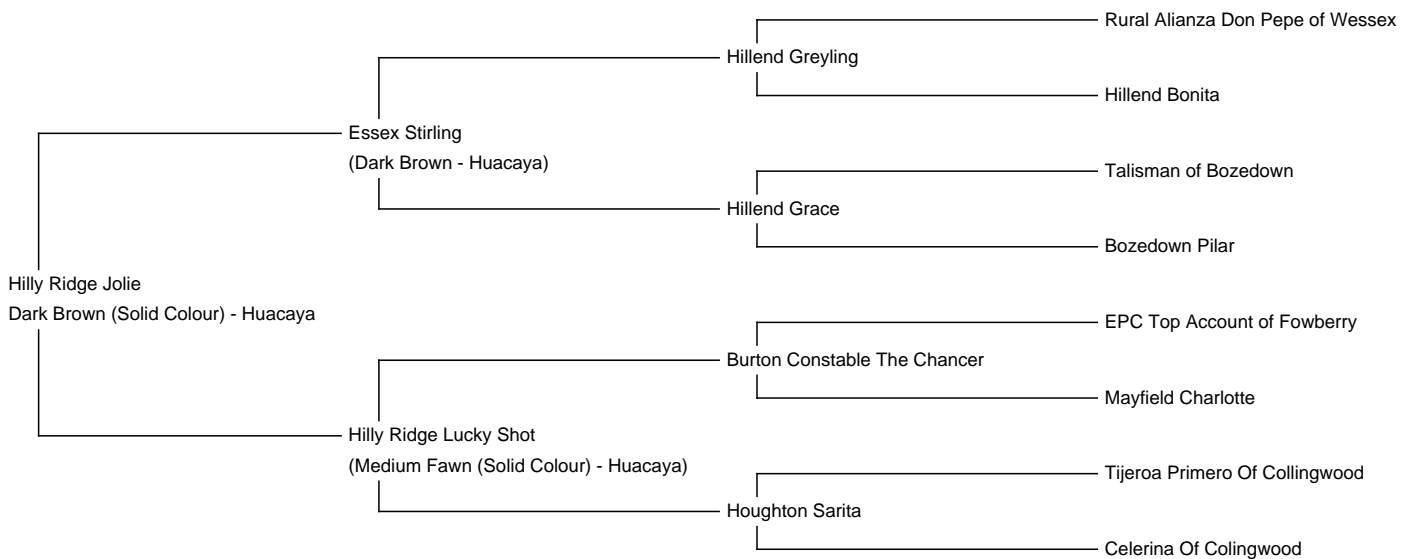 Rural Alianza Don Pepe of Wessex
Hillend Greyling
Hillend Bonita
Essex Stirling
(Dark Brown - Huacaya)
Talisman of Bozedown
Hillend Grace
Bozedown Pilar
Hilly Ridge Jolie
Dark Brown (Solid Colour) - Huacaya
EPC Top Account of Fowberry
Burton Constable The Chancer
Mayfield Charlotte
Hilly Ridge Lucky Shot
(Medium Fawn (Solid Colour) - Huacaya)
Tijeroa Primero Of Collingwood
Houghton Sarita
Celerina Of Colingwood